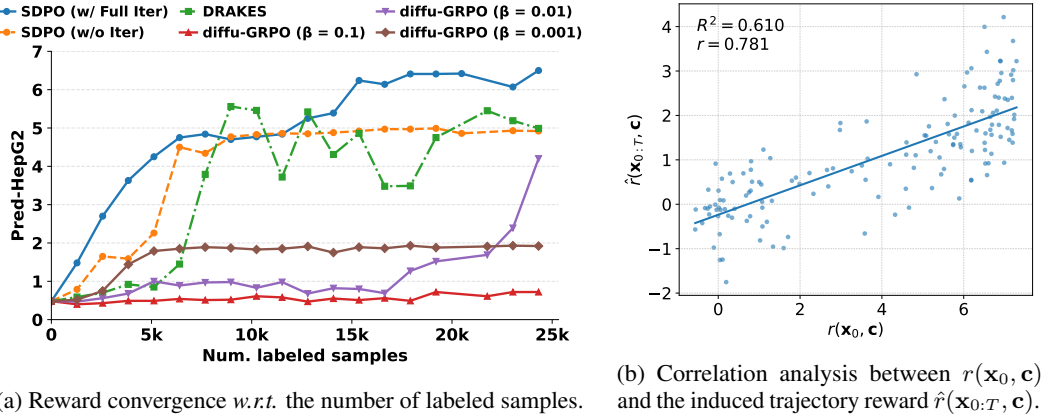 SDPO (w/ Full Iter)
SDPO (w/o Iter)
DRAKES
diffu-GRPO (β = 0.1)
diffu-GRPO (β = 0.01)
diffu-GRPO (β = 0.001)
Pred-HepG2
7
6
5
4
3
2
1
0
0 5k 10k 15k 20k 25k
Num. labeled samples
(a) Reward convergence w.r.t. the number of labeled samples.
R² = 0.610
r = 0.781
r̂(x₀:T, c)
4
3
2
1
0
−1
−2
0 2 4 6
r(x₀, c)
(b) Correlation analysis between r(x₀, c)
and the induced trajectory reward r̂(x₀:T, c).